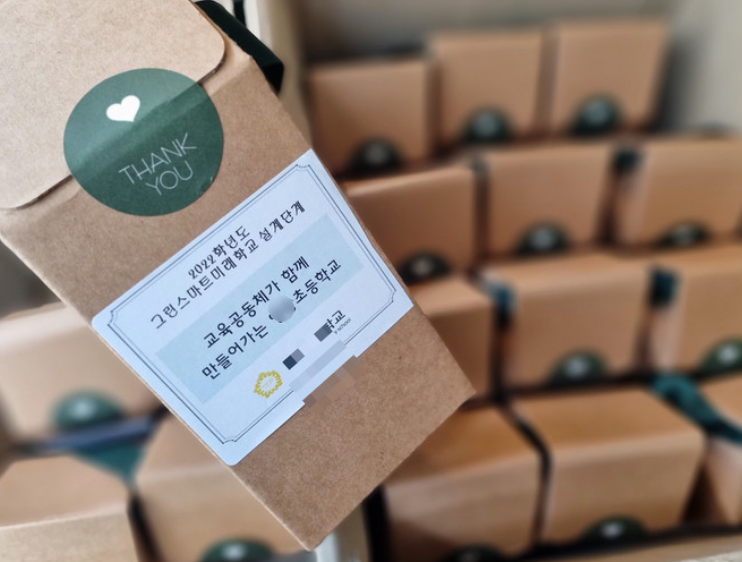 THANK
YOU
2022학년도
그린스마트미래학교 설계단계
교육공동체가 함께
만들어가는 초등학교
학교